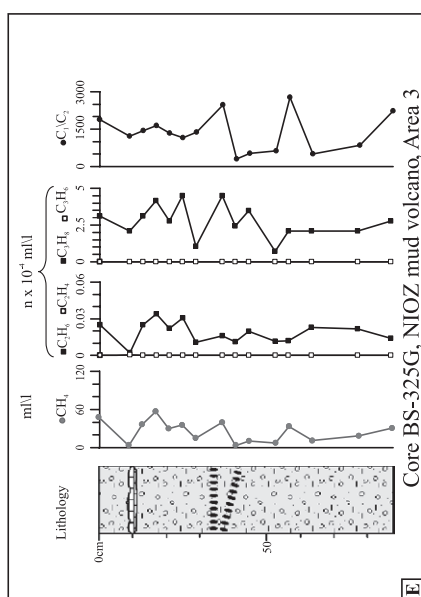 E
Core BS-325G, NIOZ mud volcano, Area 3
Lithology
0cm
50
ml\l
●CH₄
0
60
120
n x 10⁻⁴ ml\l
■C₂H₆ □C₂H₄
0
0.03
0.06
■C₃H₈ □C₃H₆
0
2.5
5
●C₁\C₂
0
1500
3000